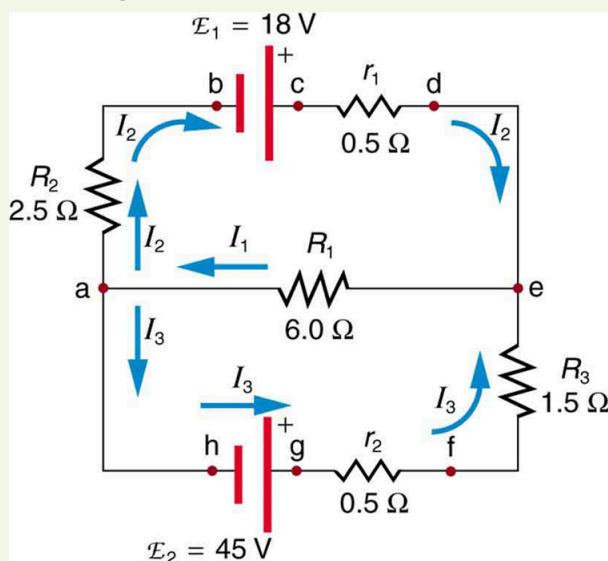 ℰ₁ = 18 V
+
b
c
r₁
d
I₂
0.5 Ω
I₂
R₂
2.5 Ω
I₂
I₁
R₁
a
e
6.0 Ω
I₃
I₃
R₃
1.5 Ω
I₃
+
h
g
r₂
f
0.5 Ω
ℰ₂ = 45 V